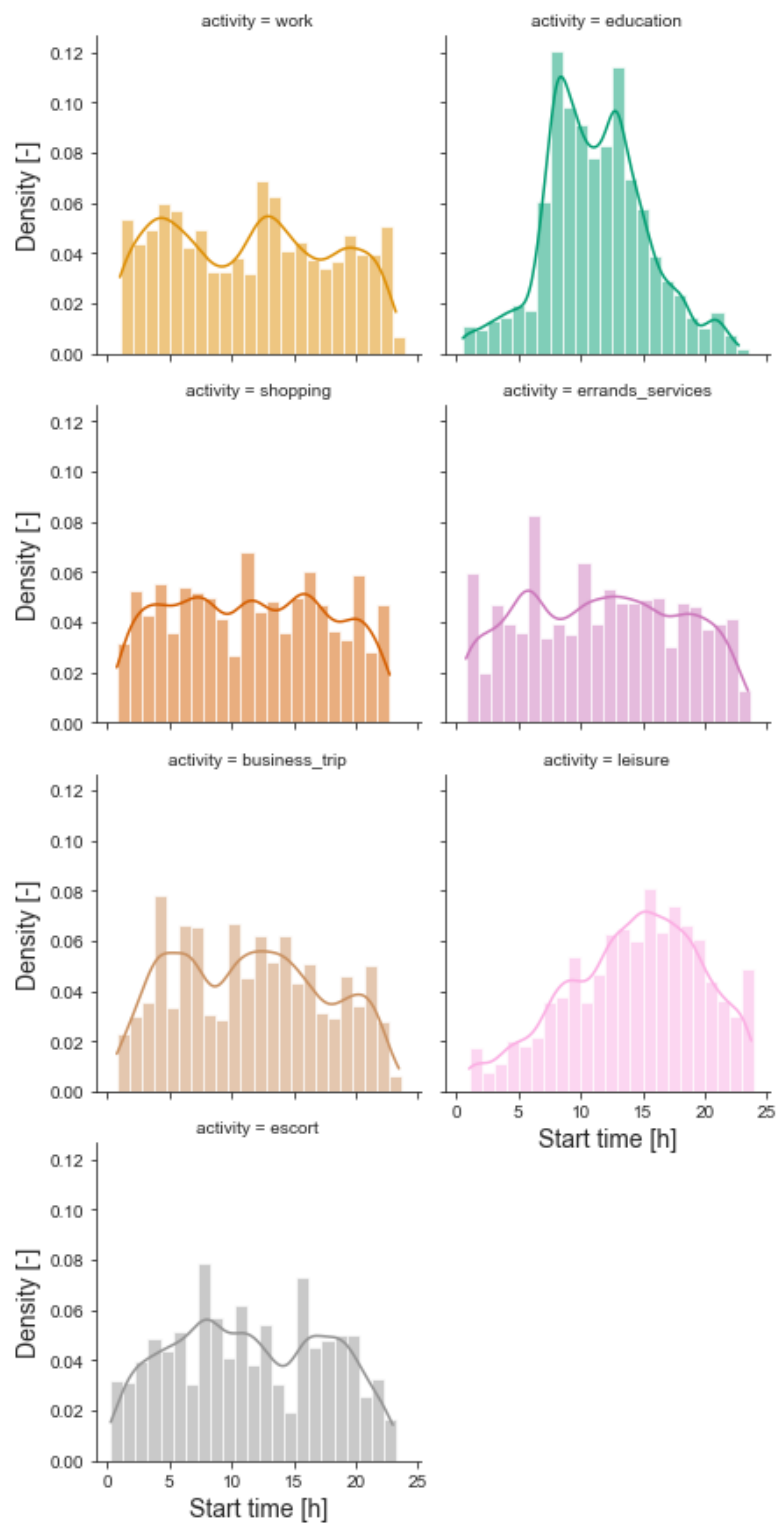 activity = work
activity = education
0.12
0.10
0.08
0.06
0.04
0.02
0.00
Density [-]
activity = shopping
activity = errands_services
0.12
0.10
0.08
0.06
0.04
0.02
0.00
Density [-]
activity = business_trip
activity = leisure
0.12
0.10
0.08
0.06
0.04
0.02
0.00
Density [-]
0 5 10 15 20 25
Start time [h]
activity = escort
0.12
0.10
0.08
0.06
0.04
0.02
0.00
Density [-]
0 5 10 15 20 25
Start time [h]